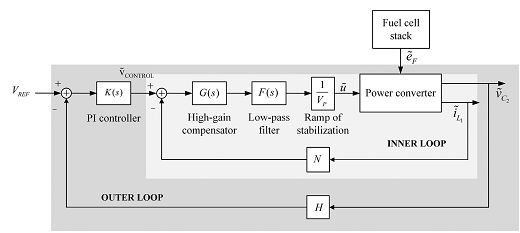 Fuel cell
stack
ẽ_F
V_REF
+
−
K(s)
PI controller
ṽ_CONTROL
+
−
G(s)
High-gain
compensator
F(s)
Low-pass
filter
1
V_P
Ramp of
stabilization
ũ
Power converter
ṽ_C₂
ĩ_L₁
N
INNER LOOP
OUTER LOOP
H